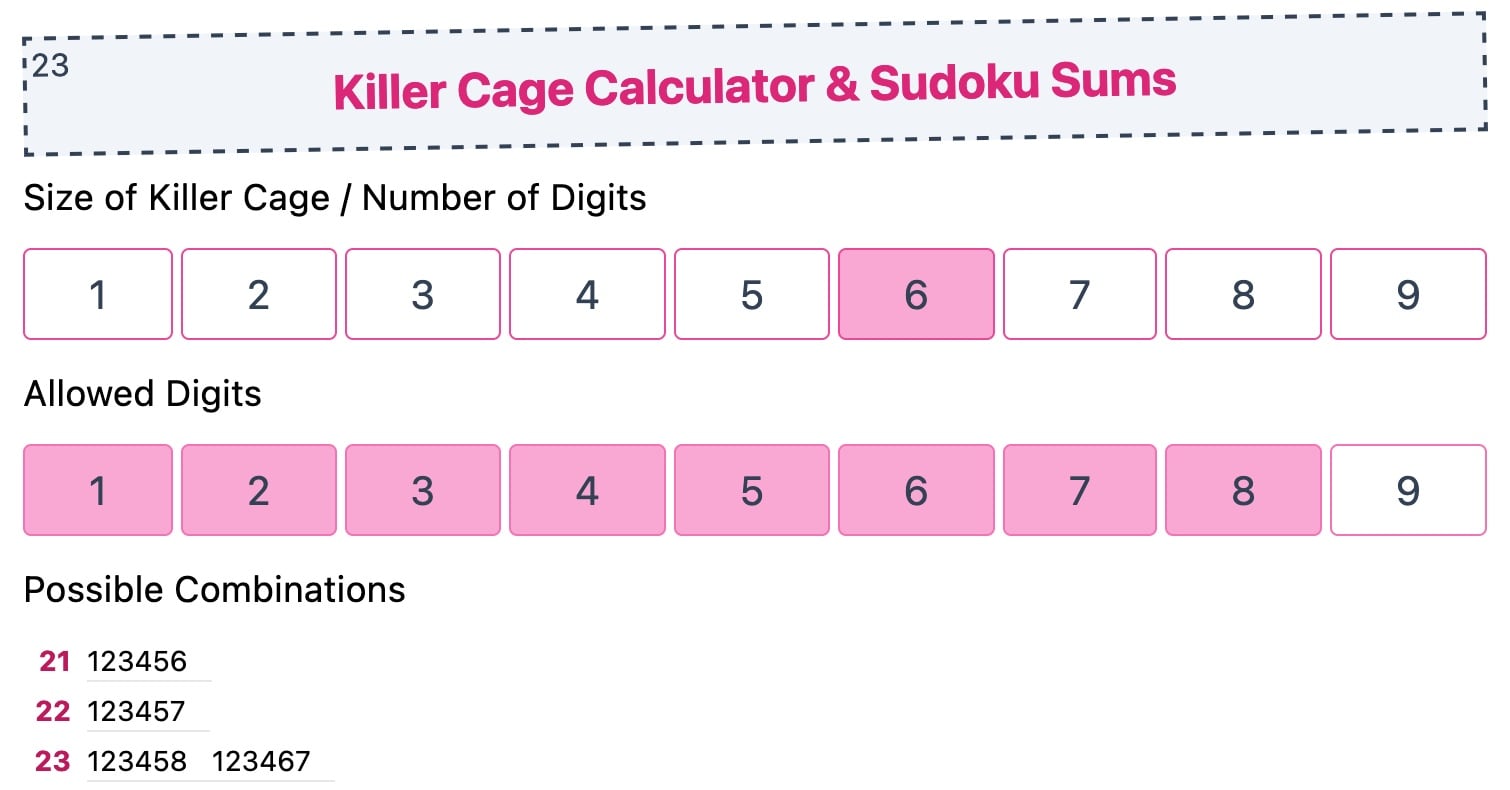 23
Killer Cage Calculator & Sudoku Sums
Size of Killer Cage / Number of Digits
1 2 3 4 5 6 7 8 9
Allowed Digits
1 2 3 4 5 6 7 8 9
Possible Combinations
21 123456
22 123457
23 123458 123467